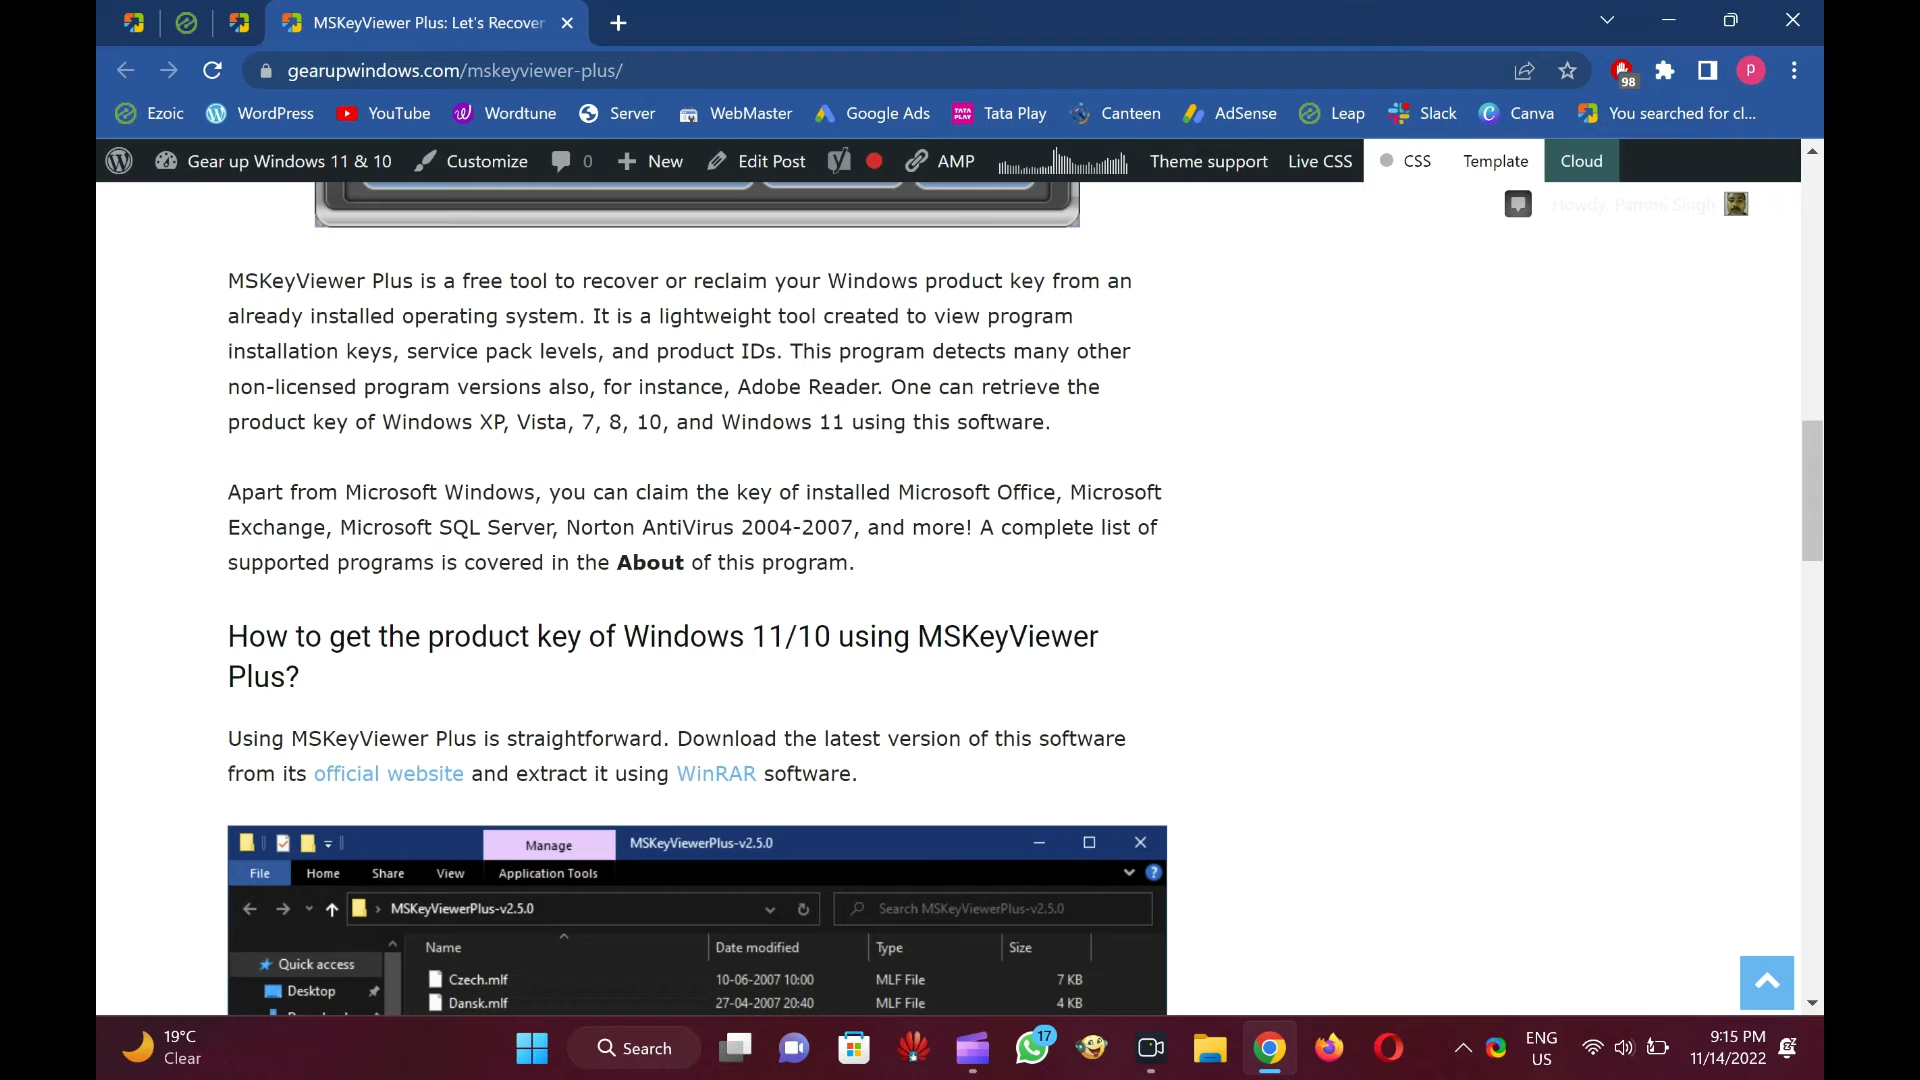 MSKeyViewer Plus: Let's Recover
gearupwindows.com/mskeyviewer-plus/
98
P
Ezoic WordPress YouTube Wordtune Server WebMaster Google Ads TATA PLAY Tata Play Canteen AdSense Leap Slack Canva You searched for cl...
Gear up Windows 11 & 10 Customize 0 New Edit Post AMP Theme support Live CSS CSS Template Cloud
Howdy, Pammi Singh
MSKeyViewer Plus is a free tool to recover or reclaim your Windows product key from an
already installed operating system. It is a lightweight tool created to view program
installation keys, service pack levels, and product IDs. This program detects many other
non-licensed program versions also, for instance, Adobe Reader. One can retrieve the
product key of Windows XP, Vista, 7, 8, 10, and Windows 11 using this software.
Apart from Microsoft Windows, you can claim the key of installed Microsoft Office, Microsoft
Exchange, Microsoft SQL Server, Norton AntiVirus 2004-2007, and more! A complete list of
supported programs is covered in the About of this program.
How to get the product key of Windows 11/10 using MSKeyViewer
Plus?
Using MSKeyViewer Plus is straightforward. Download the latest version of this software
from its official website and extract it using WinRAR software.
Manage MSKeyViewerPlus-v2.5.0
File Home Share View Application Tools
MSKeyViewerPlus-v2.5.0 Search MSKeyViewerPlus-v2.5.0
Name Date modified Type Size
Quick access
Czech.mlf 10-06-2007 10:00 MLF File 7 KB
Desktop
Dansk.mlf 27-04-2007 20:40 MLF File 4 KB
19°C
Clear
Search
17
ENG
US
9:15 PM
11/14/2022